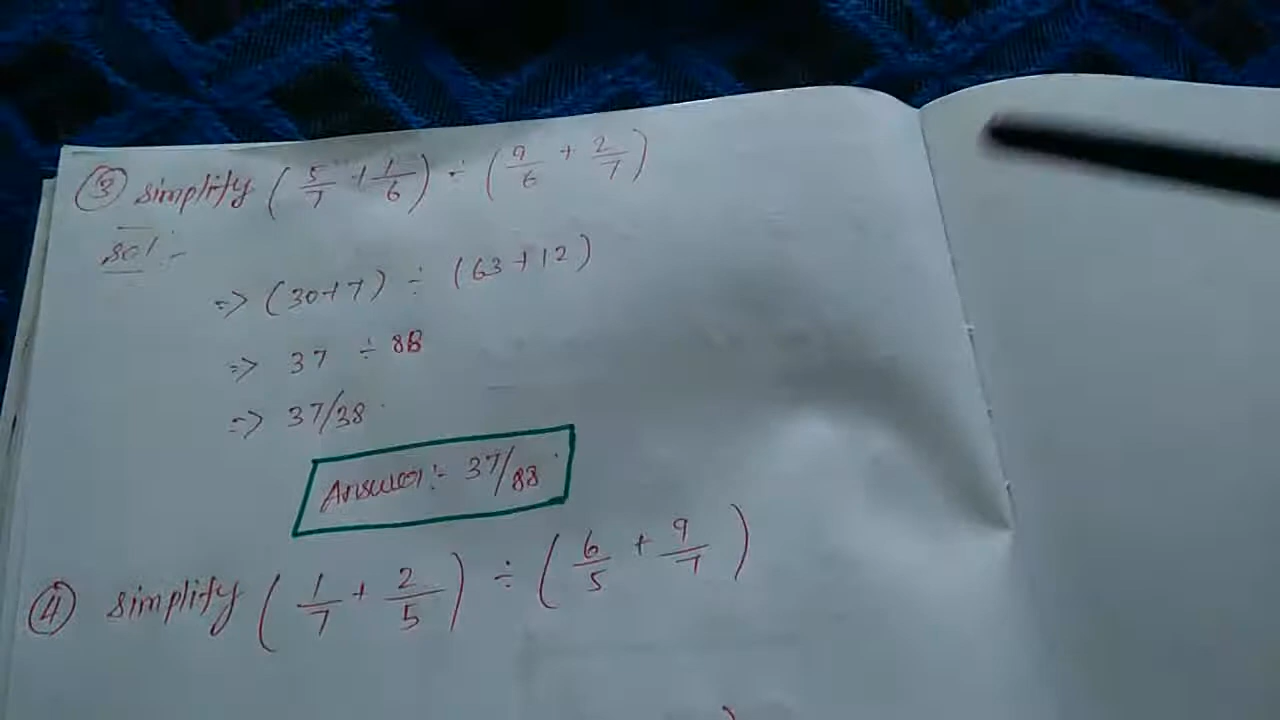 ③ simplify (5/7 + 1/6) ÷ (9/6 + 2/7)
Sol:-
=> (30+7) ÷ (63+12)
=> 37 ÷ 88
=> 37/38
Answer:- 37/88
④ simplify (1/7 + 2/5) ÷ (6/5 + 9/7)